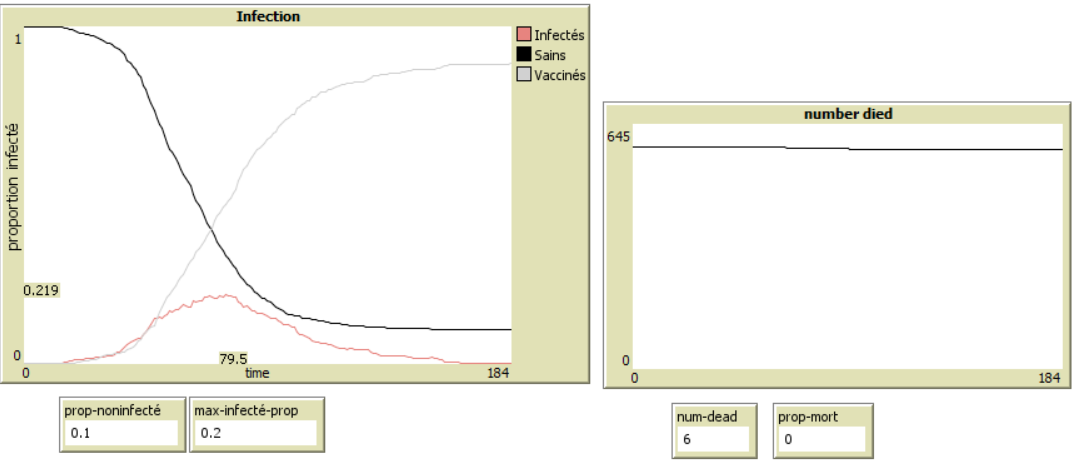 Infection
1
proportion infecté
0.219
0
0
79.5
time
184
Infectés
Sains
Vaccinés
prop-noninfecté
0.1
max-infecté-prop
0.2
number died
645
0
0
184
num-dead
6
prop-mort
0